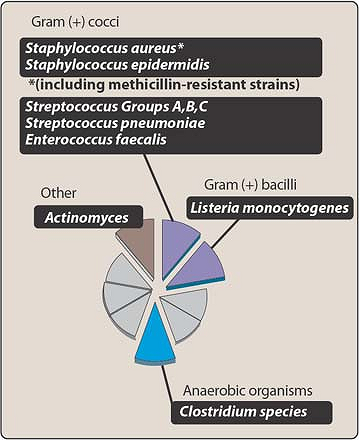 Gram (+) cocci
Staphylococcus aureus*
Staphylococcus epidermidis
*(including methicillin-resistant strains)
Streptococcus Groups A,B,C
Streptococcus pneumoniae
Enterococcus faecalis
Other
Actinomyces
Gram (+) bacilli
Listeria monocytogenes
Anaerobic organisms
Clostridium species